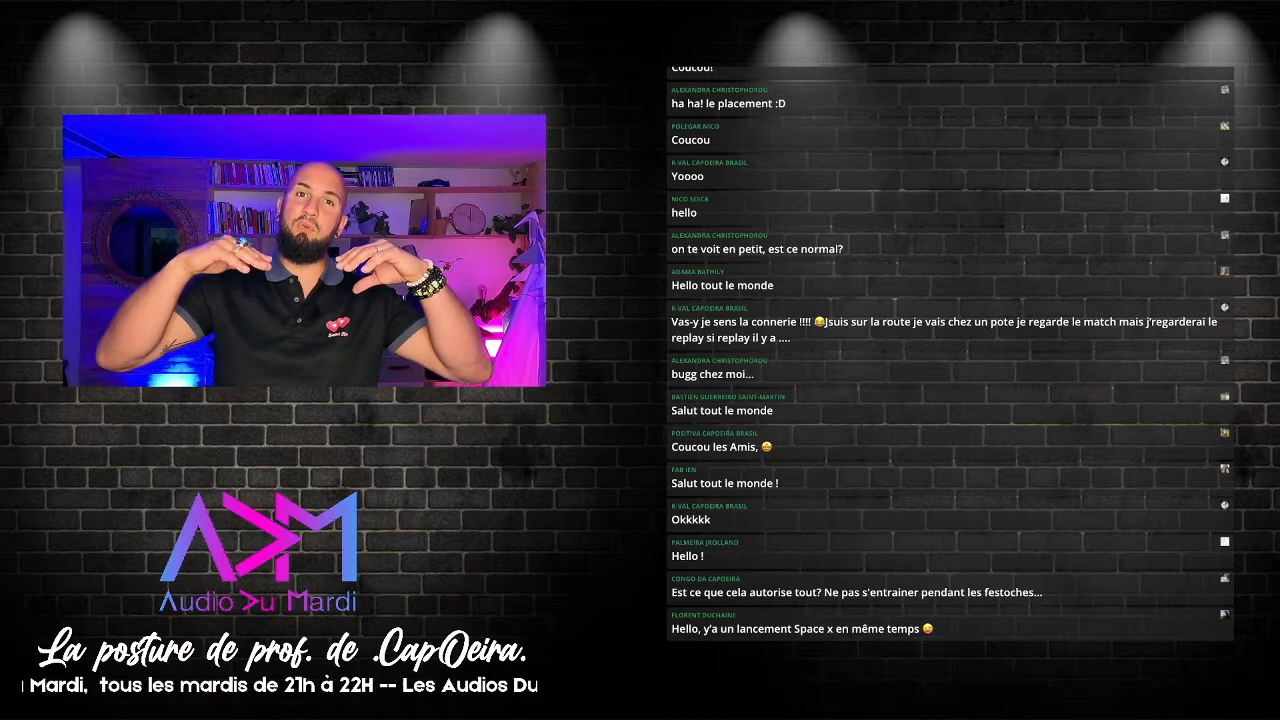 Coucou!
ALEXANDRA CHRISTOPHOROU
ha ha! le placement :D
POLEGAR NICO
Coucou
K-VAL CAPOEIRA BRASIL
Yoooo
NICO SESCA
hello
ALEXANDRA CHRISTOPHOROU
on te voit en petit, est ce normal?
ADAMA BATHILY
Hello tout le monde
K-VAL CAPOEIRA BRASIL
Vas-y je sens la connerie !!!! 😂Jsuis sur la route je vais chez un pote je regarde le match mais j'regarderai le
replay si replay il y a ....
ALEXANDRA CHRISTOPHOROU
bugg chez moi...
BASTIEN GUERREIRO SAINT-MARTIN
Salut tout le monde
POSITIVA CAPOEIRA BRASIL
Coucou les Amis, 🤩
FAB IEN
Salut tout le monde !
K-VAL CAPOEIRA BRASIL
Okkkkk
PALMEIRA JROLLAND
Hello !
CONGO DA CAPOEIRA
Est ce que cela autorise tout? Ne pas s'entrainer pendant les festoches...
FLORENT DUCHAINE
Hello, y'a un lancement Space x en même temps 😅
ADM
Audio Du Mardi
La posture de prof. de .CapOeira.
Mardi, tous les mardis de 21h à 22H -- Les Audios Du